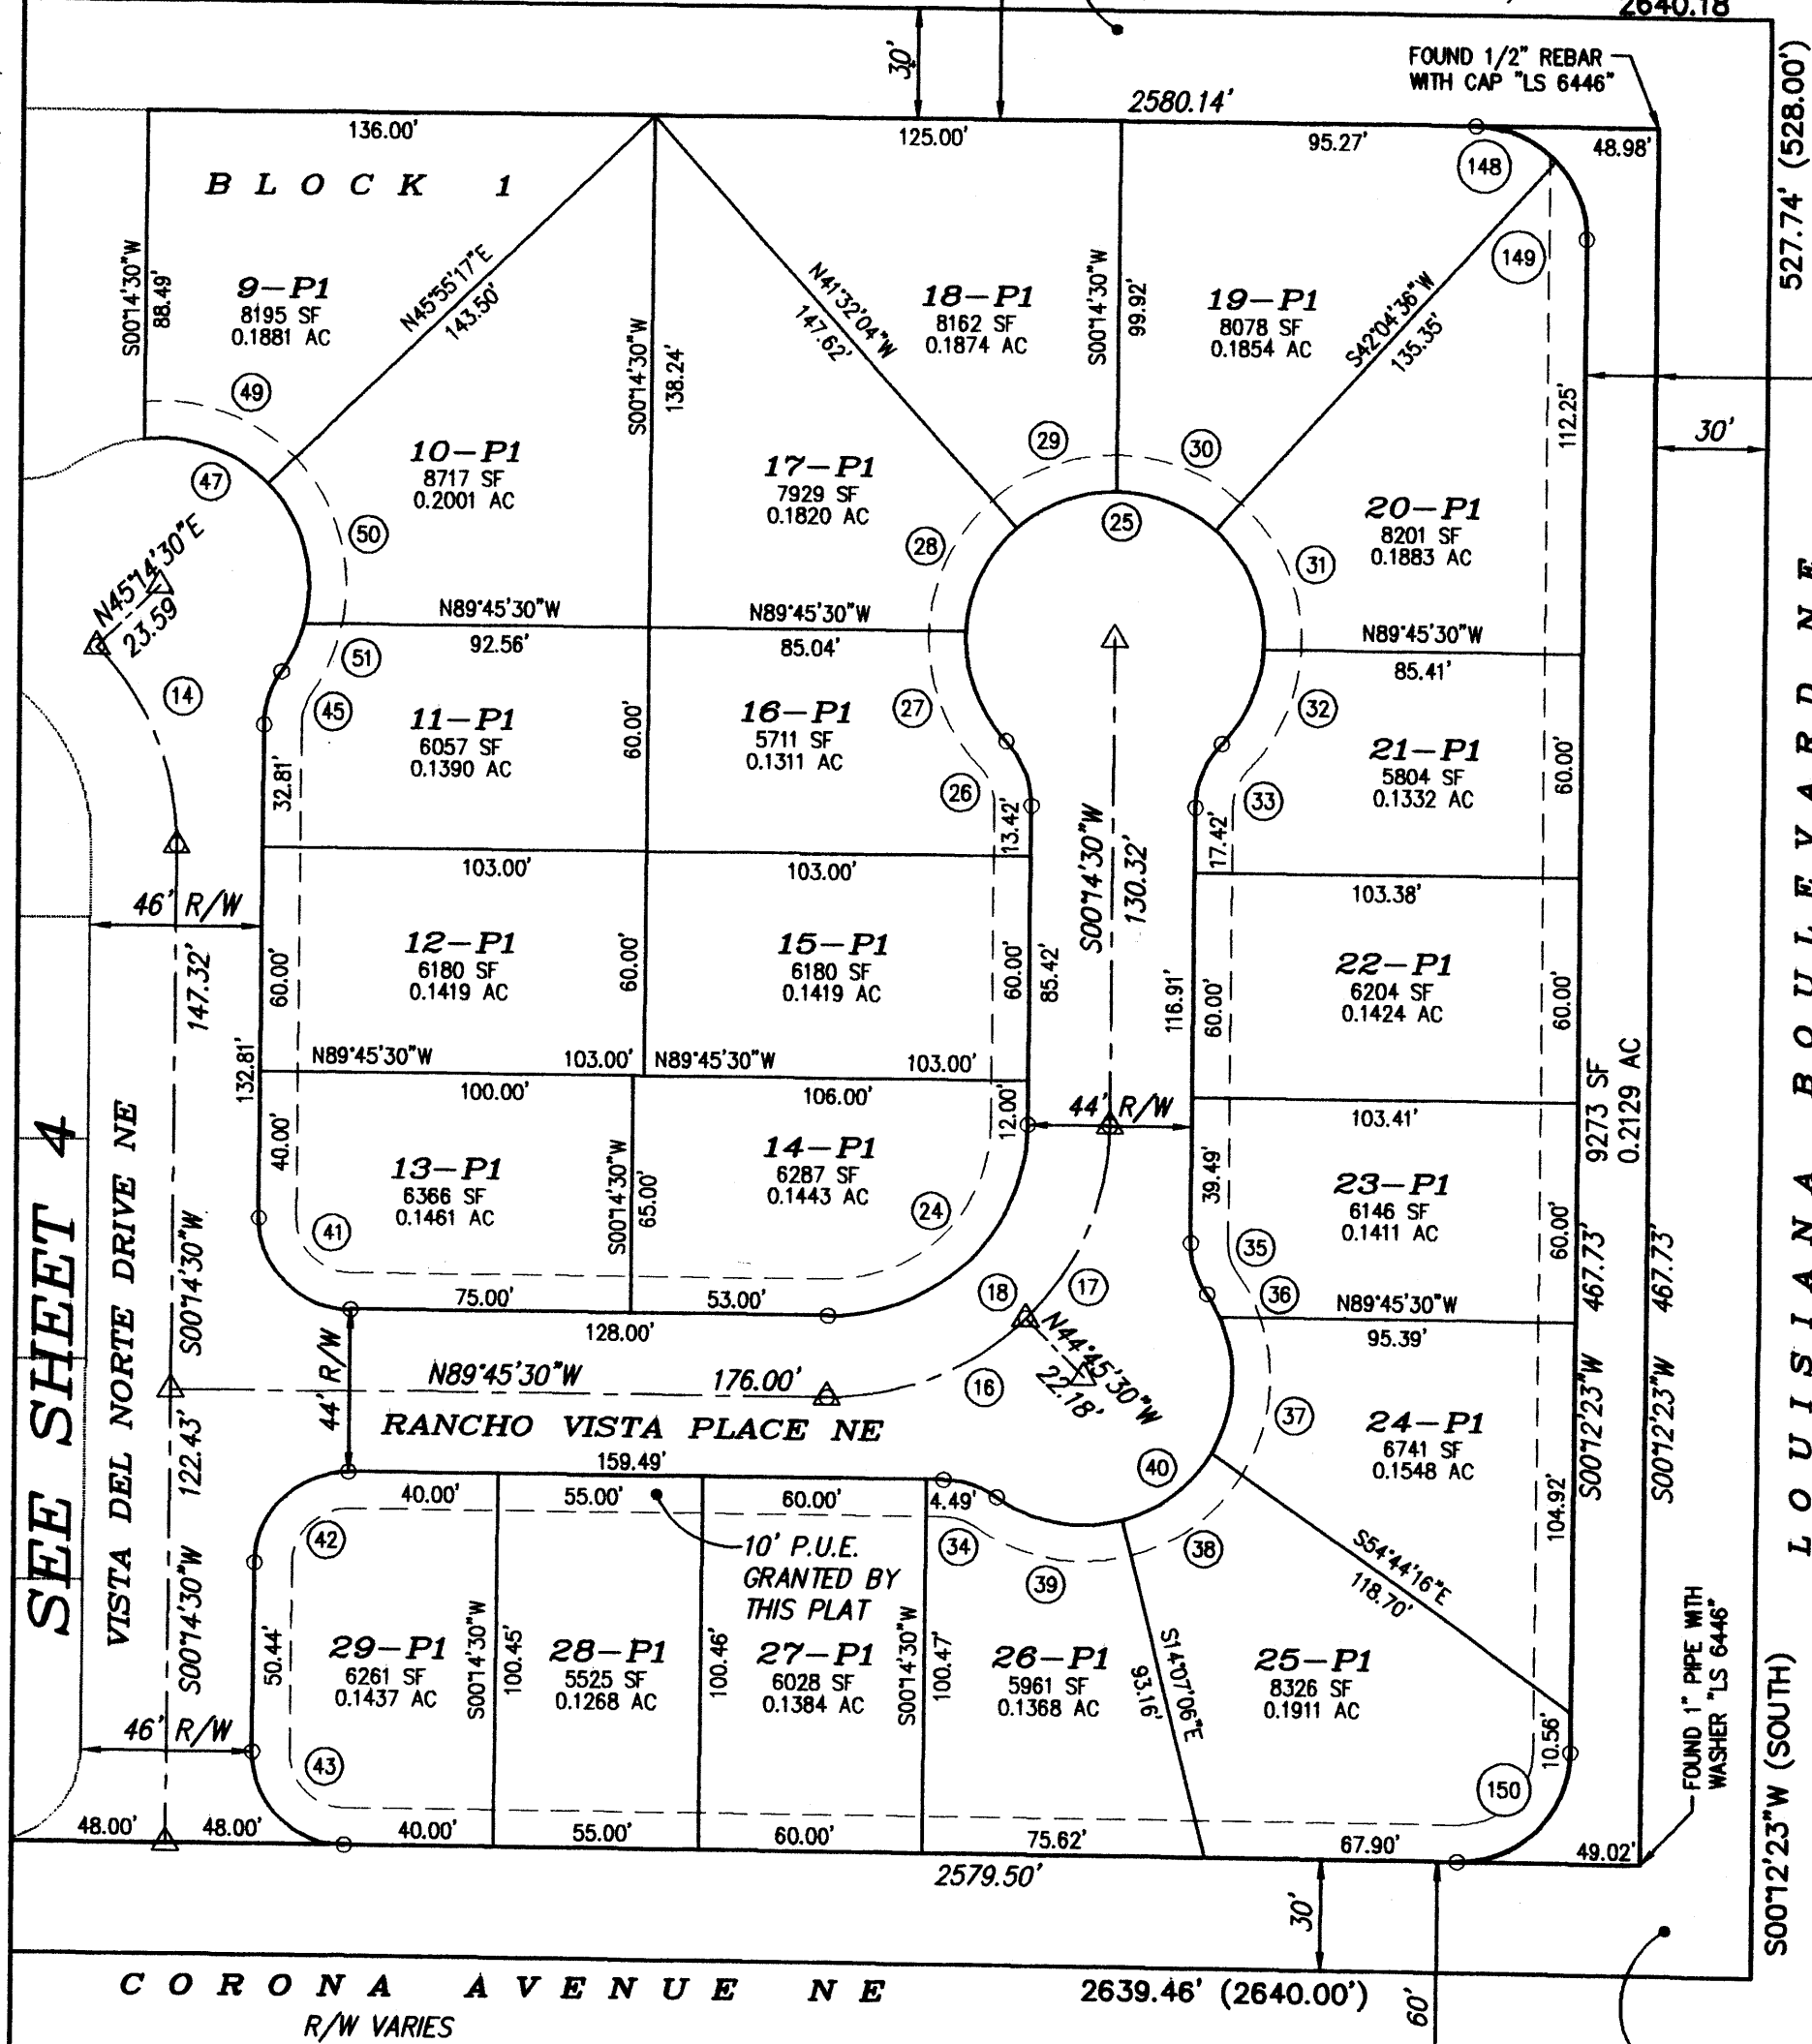 2640.18
30'
FOUND 1/2" REBAR
WITH CAP "LS 6446"
2580.14'
136.00'
125.00'
95.27'
48.98'
148
527.74' (528.00')
BLOCK 1
S00°14'30"W
88.49'
9-P1
8195 SF
0.1881 AC
N45°55'17"E
143.50'
S00°14'30"W
138.24'
N41°32'04"W
147.62'
18-P1
8162 SF
0.1874 AC
S00°14'30"W
99.92'
19-P1
8078 SF
0.1854 AC
S42°04'36"W
135.35'
149
112.25'
30'
49
47
10-P1
8717 SF
0.2001 AC
50
17-P1
7929 SF
0.1820 AC
28
29
25
30
20-P1
8201 SF
0.1883 AC
31
N45°14'30"E
23.59
14
N89°45'30"W
92.56'
N89°45'30"W
85.04'
N89°45'30"W
85.41'
51
45
11-P1
6057 SF
0.1390 AC
60.00'
16-P1
5711 SF
0.1311 AC
27
26
32
33
21-P1
5804 SF
0.1332 AC
60.00'
32.81'
13.42'
17.42'
S00°14'30"W
130.32'
103.00'
103.00'
103.38'
46' R/W
147.32'
12-P1
6180 SF
0.1419 AC
60.00'
60.00'
15-P1
6180 SF
0.1419 AC
60.00'
85.42'
116.91'
60.00'
22-P1
6204 SF
0.1424 AC
60.00'
9273 SF
0.2129 AC
132.81'
N89°45'30"W
103.00'
N89°45'30"W
103.00'
100.00'
106.00'
12.00'
44' R/W
103.41'
40.00'
13-P1
6366 SF
0.1461 AC
S00°14'30"W
65.00'
14-P1
6287 SF
0.1443 AC
24
39.49'
23-P1
6146 SF
0.1411 AC
60.00'
41
35
36
18
17
75.00'
53.00'
128.00'
N89°45'30"W
95.39'
SEE SHEET 4
VISTA DEL NORTE DRIVE NE
S00°14'30"W
122.43'
S00°14'30"W
44' R/W
N89°45'30"W
176.00'
16
N44°45'30"W
22.18'
37
RANCHO VISTA PLACE NE
159.49'
40
24-P1
6741 SF
0.1548 AC
104.92'
S00°12'23"W
467.73'
S00°12'23"W
467.73'
LOUISIANA BOULEVARD NE
40.00'
55.00'
60.00'
4.49'
42
10' P.U.E.
GRANTED BY
THIS PLAT
34
39
38
S54°44'16"E
118.70'
50.44'
29-P1
6261 SF
0.1437 AC
S00°14'30"W
100.45'
28-P1
5525 SF
0.1268 AC
100.46'
27-P1
6028 SF
0.1384 AC
S00°14'30"W
100.47'
26-P1
5961 SF
0.1368 AC
S14°07'06"E
93.16'
25-P1
8326 SF
0.1911 AC
10.56'
FOUND 1" PIPE WITH
WASHER "LS 6446"
46' R/W
43
150
S00°12'23"W (SOUTH)
48.00'
48.00'
40.00'
55.00'
60.00'
75.62'
67.90'
49.02'
2579.50'
30'
CORONA AVENUE NE
2639.46' (2640.00')
60'
R/W VARIES